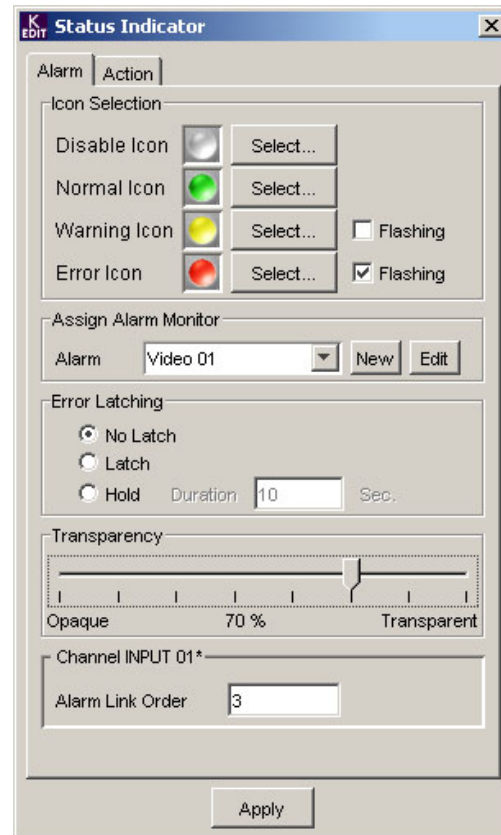 K EDIT Status Indicator
Alarm Action
Icon Selection
Disable Icon Select...
Normal Icon Select...
Warning Icon Select... Flashing
Error Icon Select... Flashing
Assign Alarm Monitor
Alarm Video 01 New Edit
Error Latching
No Latch
Latch
Hold Duration 10 Sec.
Transparency
Opaque 70 % Transparent
Channel INPUT 01*
Alarm Link Order 3
Apply